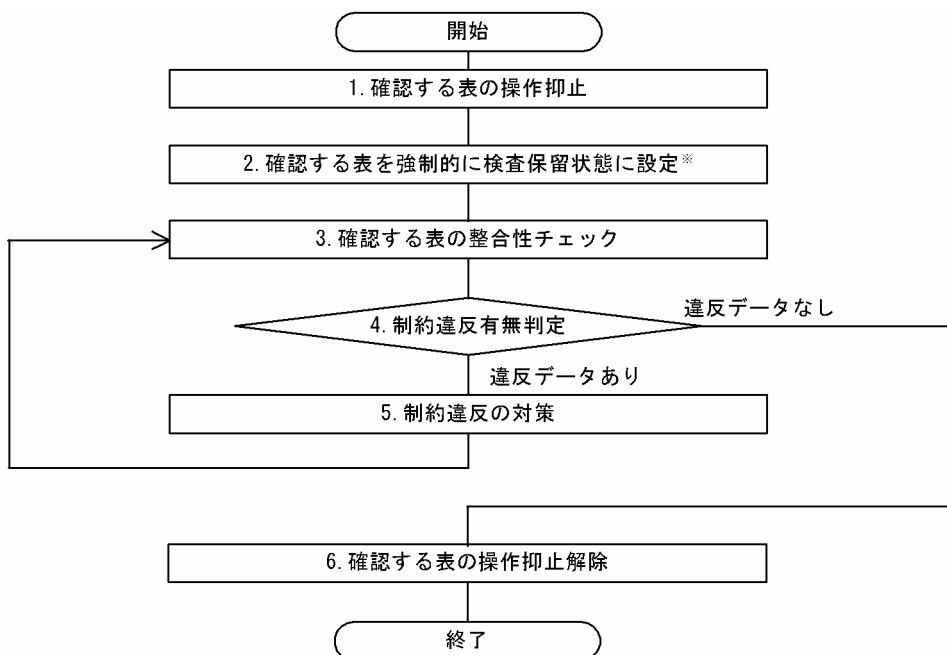 開始
1.確認する表の操作抑止
2.確認する表を強制的に検査保留状態に設定※
3.確認する表の整合性チェック
4.制約違反有無判定
違反データなし
違反データあり
5.制約違反の対策
6.確認する表の操作抑止解除
終了